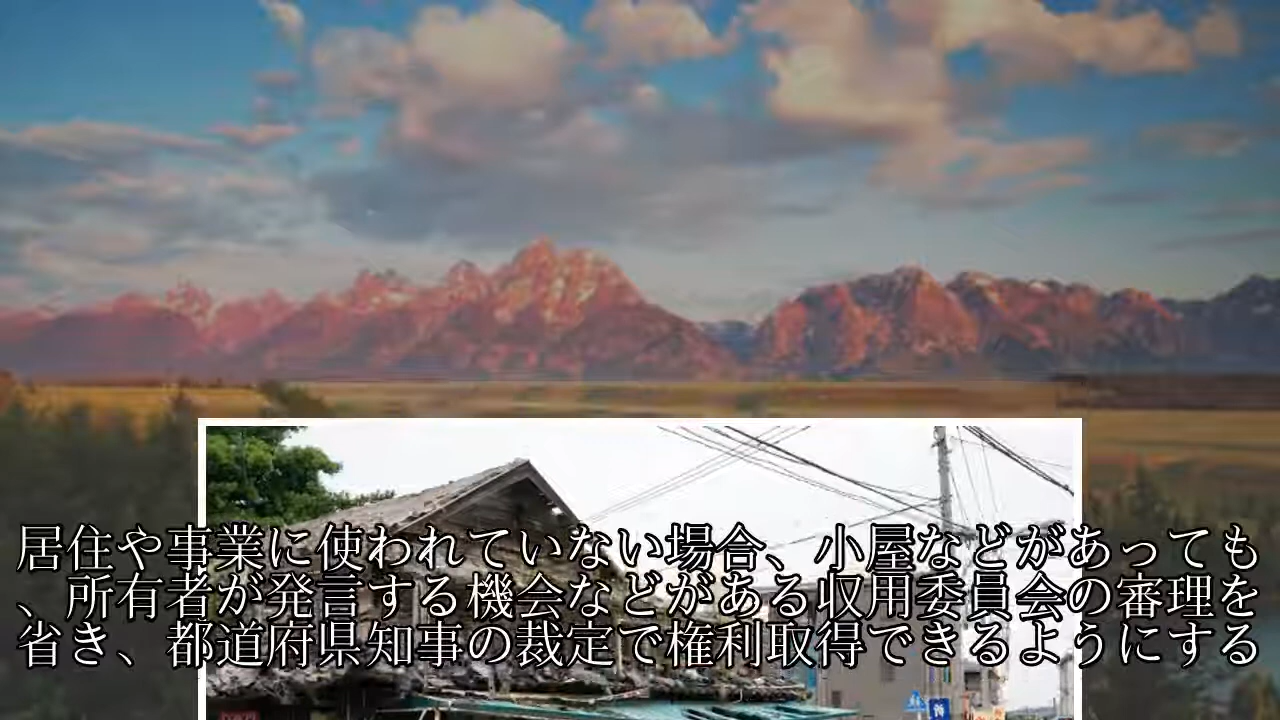 居住や事業に使われていない場合、小屋などがあっても
、所有者が発言する機会などがある収用委員会の審理を
省き、都道府県知事の裁定で権利取得できるようにする